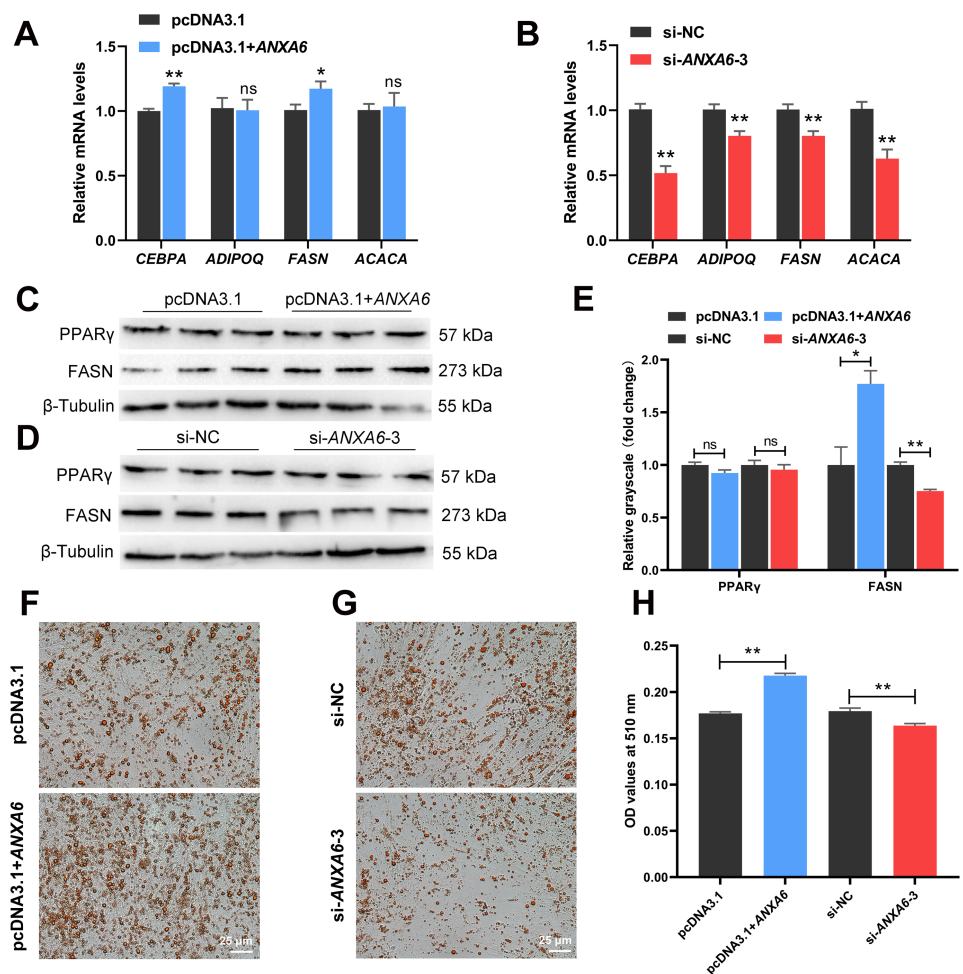 A
pcDNA3.1
pcDNA3.1+ANXA6
Relative mRNA levels
1.5
1.0
0.5
0.0
** ns * ns
CEBPA ADIPOQ FASN ACACA
B
si-NC
si-ANXA6-3
Relative mRNA levels
1.5
1.0
0.5
0.0
** ** ** **
CEBPA ADIPOQ FASN ACACA
C
pcDNA3.1 pcDNA3.1+ANXA6
PPARγ 57 kDa
FASN 273 kDa
β-Tubulin 55 kDa
D
si-NC si-ANXA6-3
PPARγ 57 kDa
FASN 273 kDa
β-Tubulin 55 kDa
E
pcDNA3.1 pcDNA3.1+ANXA6
si-NC si-ANXA6-3
Relative grayscale (fold change)
2.0
1.5
1.0
0.5
0.0
ns ns * **
PPARγ FASN
F
pcDNA3.1
pcDNA3.1+ANXA6
25 μm
G
si-NC
si-ANXA6-3
25 μm
H
OD values at 510 nm
0.25
0.20
0.15
0.10
0.05
0.00
** **
pcDNA3.1
pcDNA3.1+ANXA6
si-NC
si-ANXA6-3